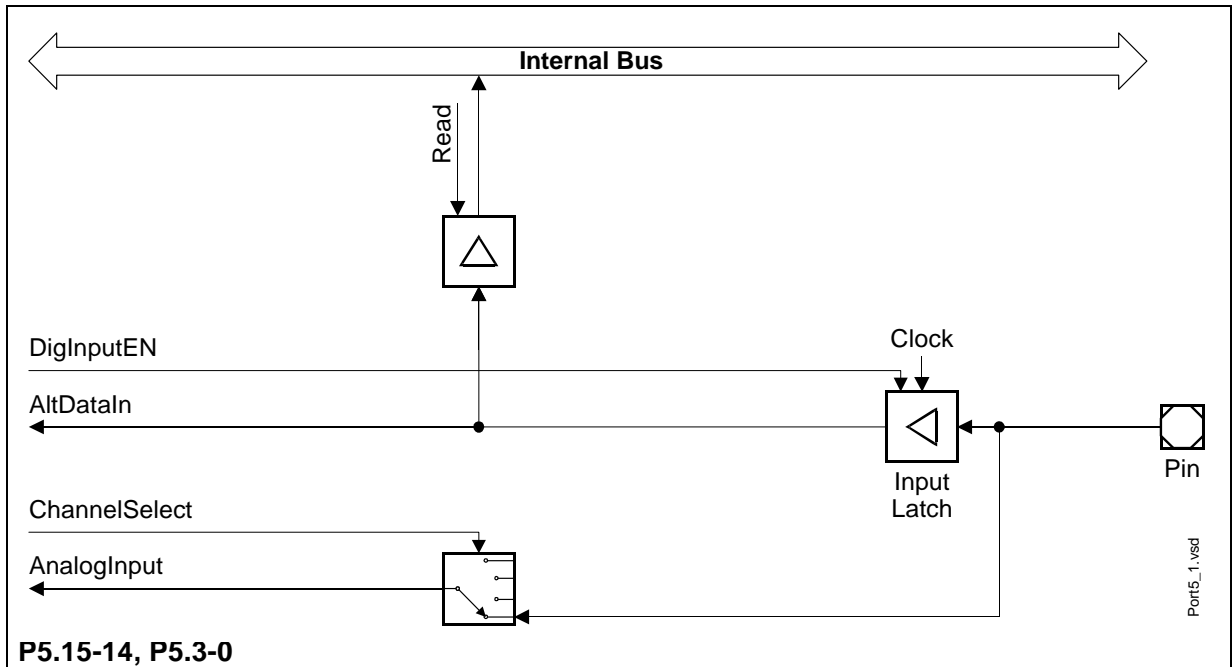 Internal Bus
Read
DigInputEN
Clock
AltDataIn
Pin
Input
Latch
ChannelSelect
AnalogInput
Port5_1.vsd
P5.15-14, P5.3-0